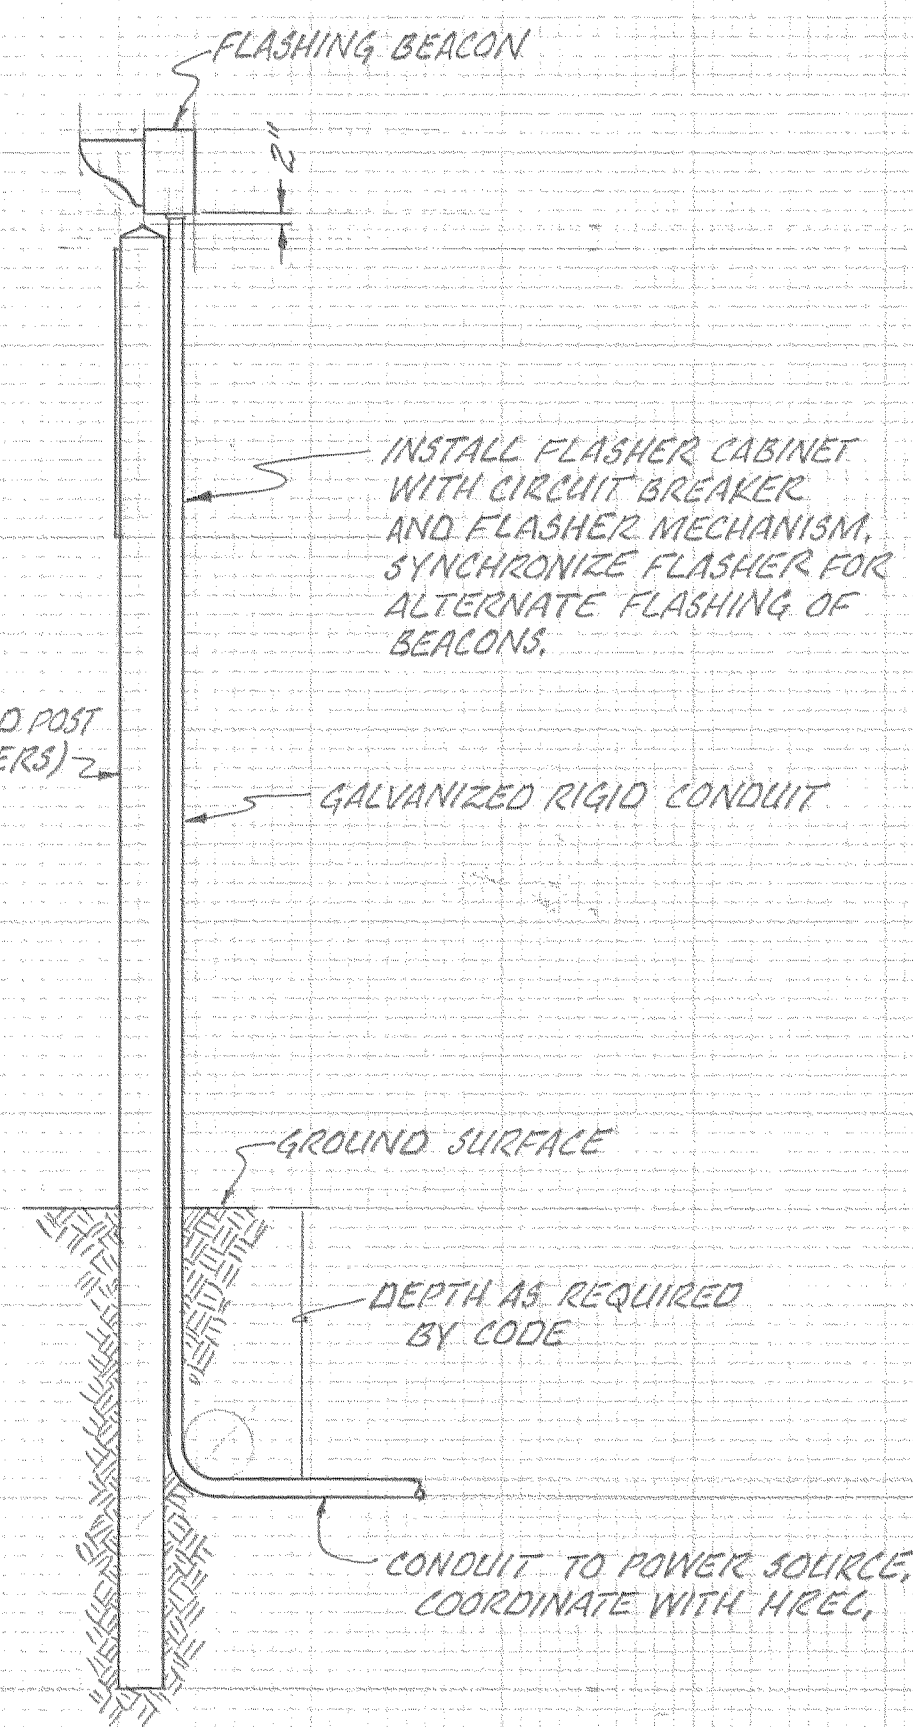 FLASHING BEACON
2"
INSTALL FLASHER CABINET
WITH CIRCUIT BREAKER
AND FLASHER MECHANISM.
SYNCHRONIZE FLASHER FOR
ALTERNATE FLASHING OF
BEACONS.
POST
GALVANIZED RIGID CONDUIT
GROUND SURFACE
DEPTH AS REQUIRED
BY CODE
CONDUIT TO POWER SOURCE,
COORDINATE WITH HREC.